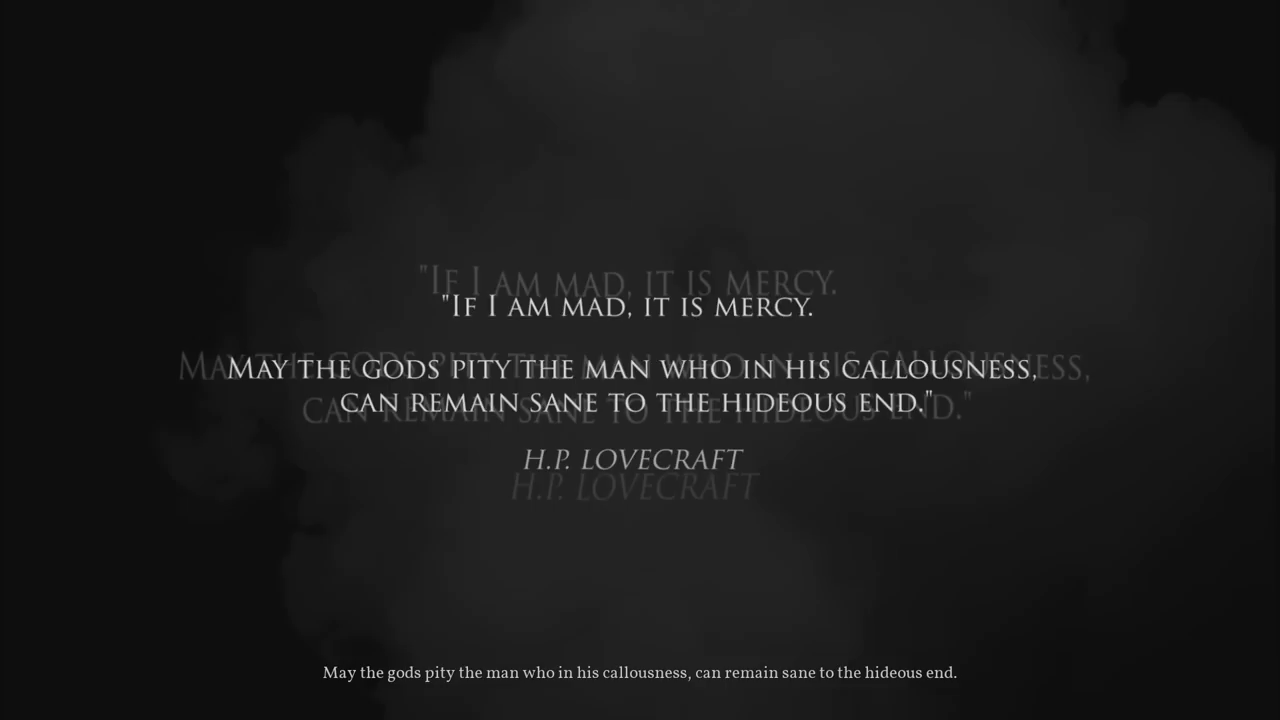 "If I am mad, it is mercy.
May the gods pity the man who in his callousness,
can remain sane to the hideous end."
H.P. LOVECRAFT
May the gods pity the man who in his callousness, can remain sane to the hideous end.